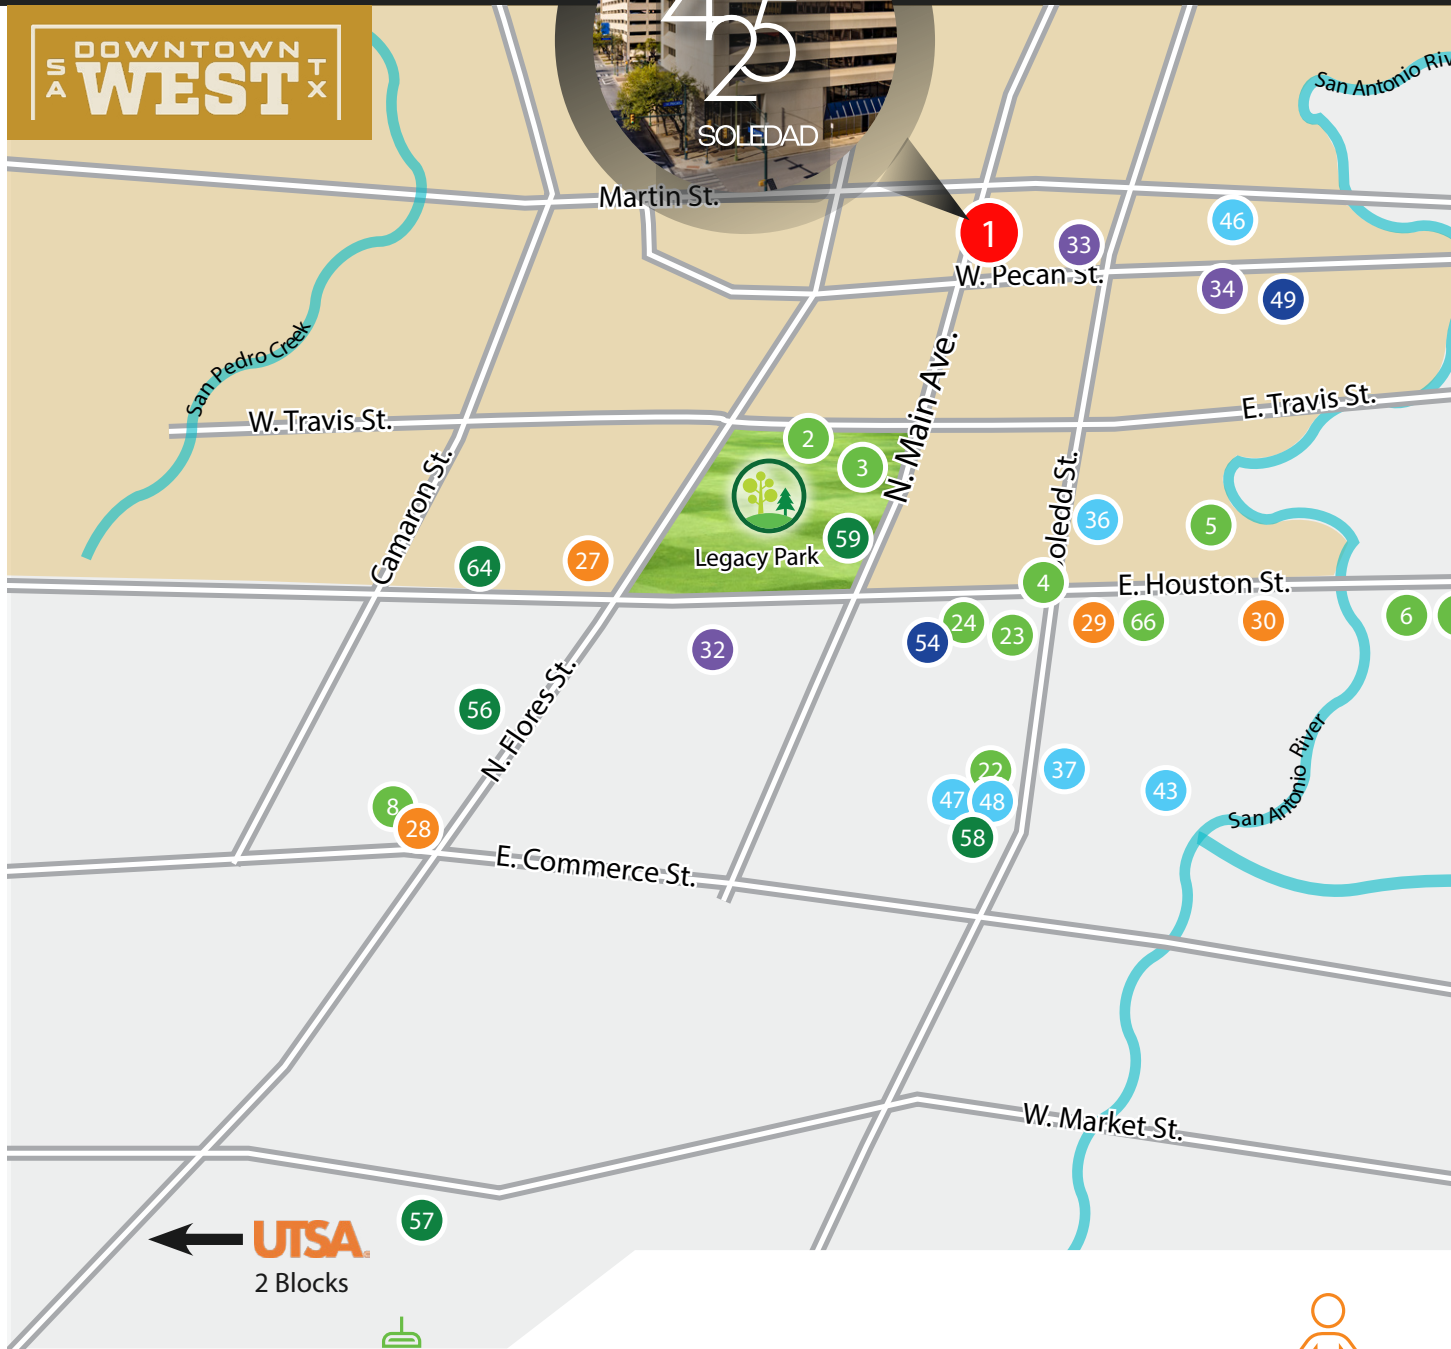 DOWNTOWN
SA WEST TX
425
SOLEDAD
San Antonio Riv
Martin St.
1
33
46
W. Pecan St.
34
49
San Pedro Creek
N. Main Ave.
E. Travis St.
W. Travis St.
2
3
Camaron St.
oledd St.
36
5
59
Legacy Park
64
27
4
E. Houston St.
24
23
29
66
30
6
54
32
N. Flores St.
56
San Antonio River
22
37
47
48
43
8
28
58
E. Commerce St.
W. Market St.
57
UTSA
2 Blocks